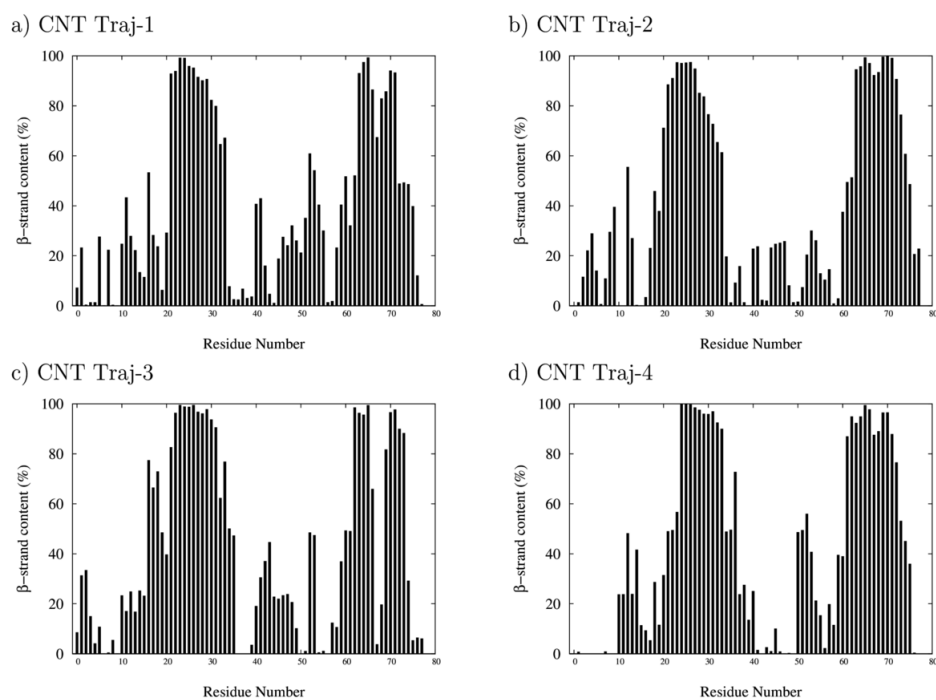 a) CNT Traj-1
100
80
60
40
20
0
β−strand content (%)
0 10 20 30 40 50 60 70 80
Residue Number
b) CNT Traj-2
100
80
60
40
20
0
β−strand content (%)
0 10 20 30 40 50 60 70 80
Residue Number
c) CNT Traj-3
100
80
60
40
20
0
β−strand content (%)
0 10 20 30 40 50 60 70 80
Residue Number
d) CNT Traj-4
100
80
60
40
20
0
β−strand content (%)
0 10 20 30 40 50 60 70 80
Residue Number